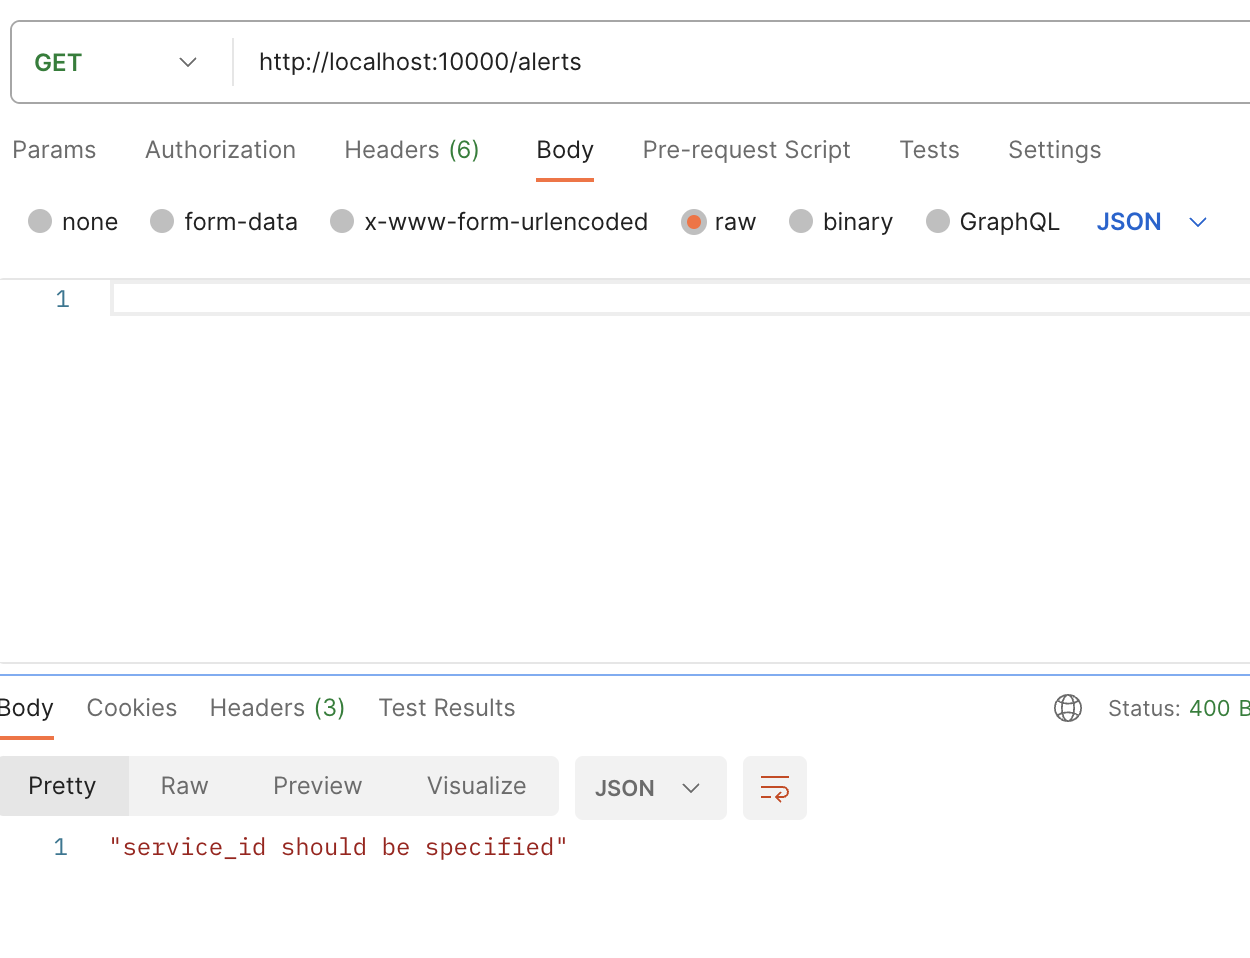 GET http://localhost:10000/alerts
Params Authorization Headers (6) Body Pre-request Script Tests Settings
none form-data x-www-form-urlencoded raw binary GraphQL JSON
1
Body Cookies Headers (3) Test Results Status: 400 B
Pretty Raw Preview Visualize JSON
1 "service_id should be specified"